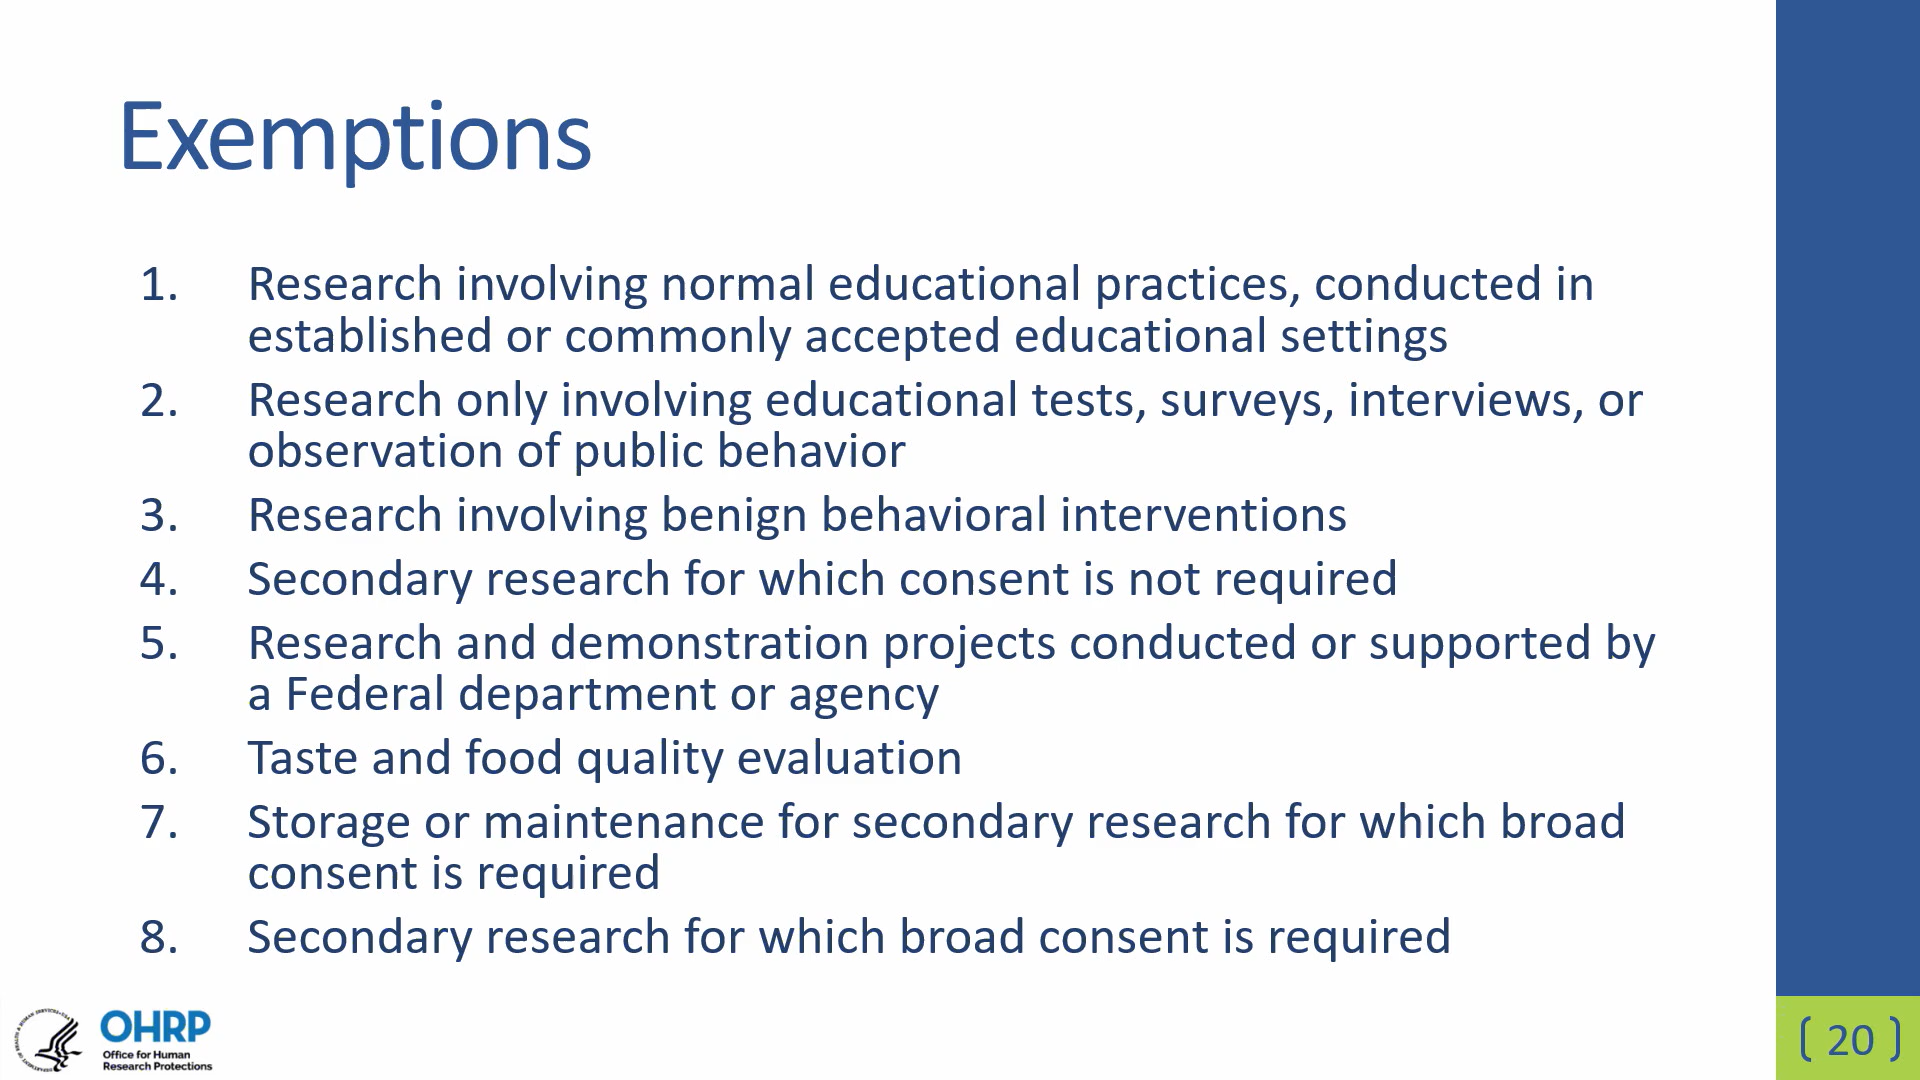 Exemptions
1. Research involving normal educational practices, conducted in
established or commonly accepted educational settings
2. Research only involving educational tests, surveys, interviews, or
observation of public behavior
3. Research involving benign behavioral interventions
4. Secondary research for which consent is not required
5. Research and demonstration projects conducted or supported by
a Federal department or agency
6. Taste and food quality evaluation
7. Storage or maintenance for secondary research for which broad
consent is required
8. Secondary research for which broad consent is required
OHRP
Office for Human
Research Protections
[ 20 ]